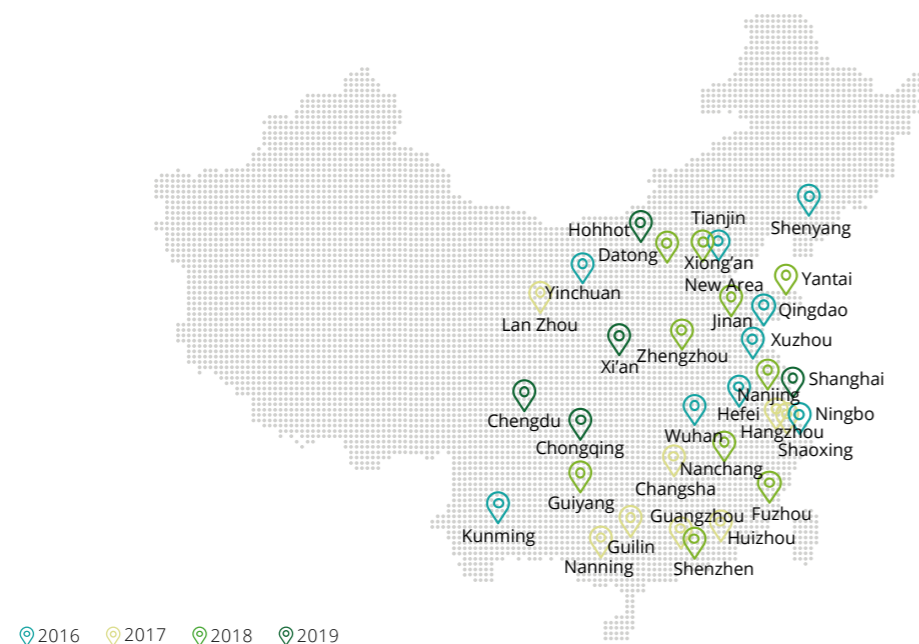 Tianjin
Shenyang
Hohhot
Datong
Xiong’an
New Area
Yantai
Yinchuan
Qingdao
Lan Zhou
Jinan
Xuzhou
Zhengzhou
Xi’an
Shanghai
Nanjing
Hefei
Ningbo
Chengdu
Hangzhou
Wuhan
Chongqing
Shaoxing
Nanchang
Changsha
Guiyang
Guangzhou
Fuzhou
Kunming
Huizhou
Guilin
Nanning
Shenzhen
2016 2017 2018 2019